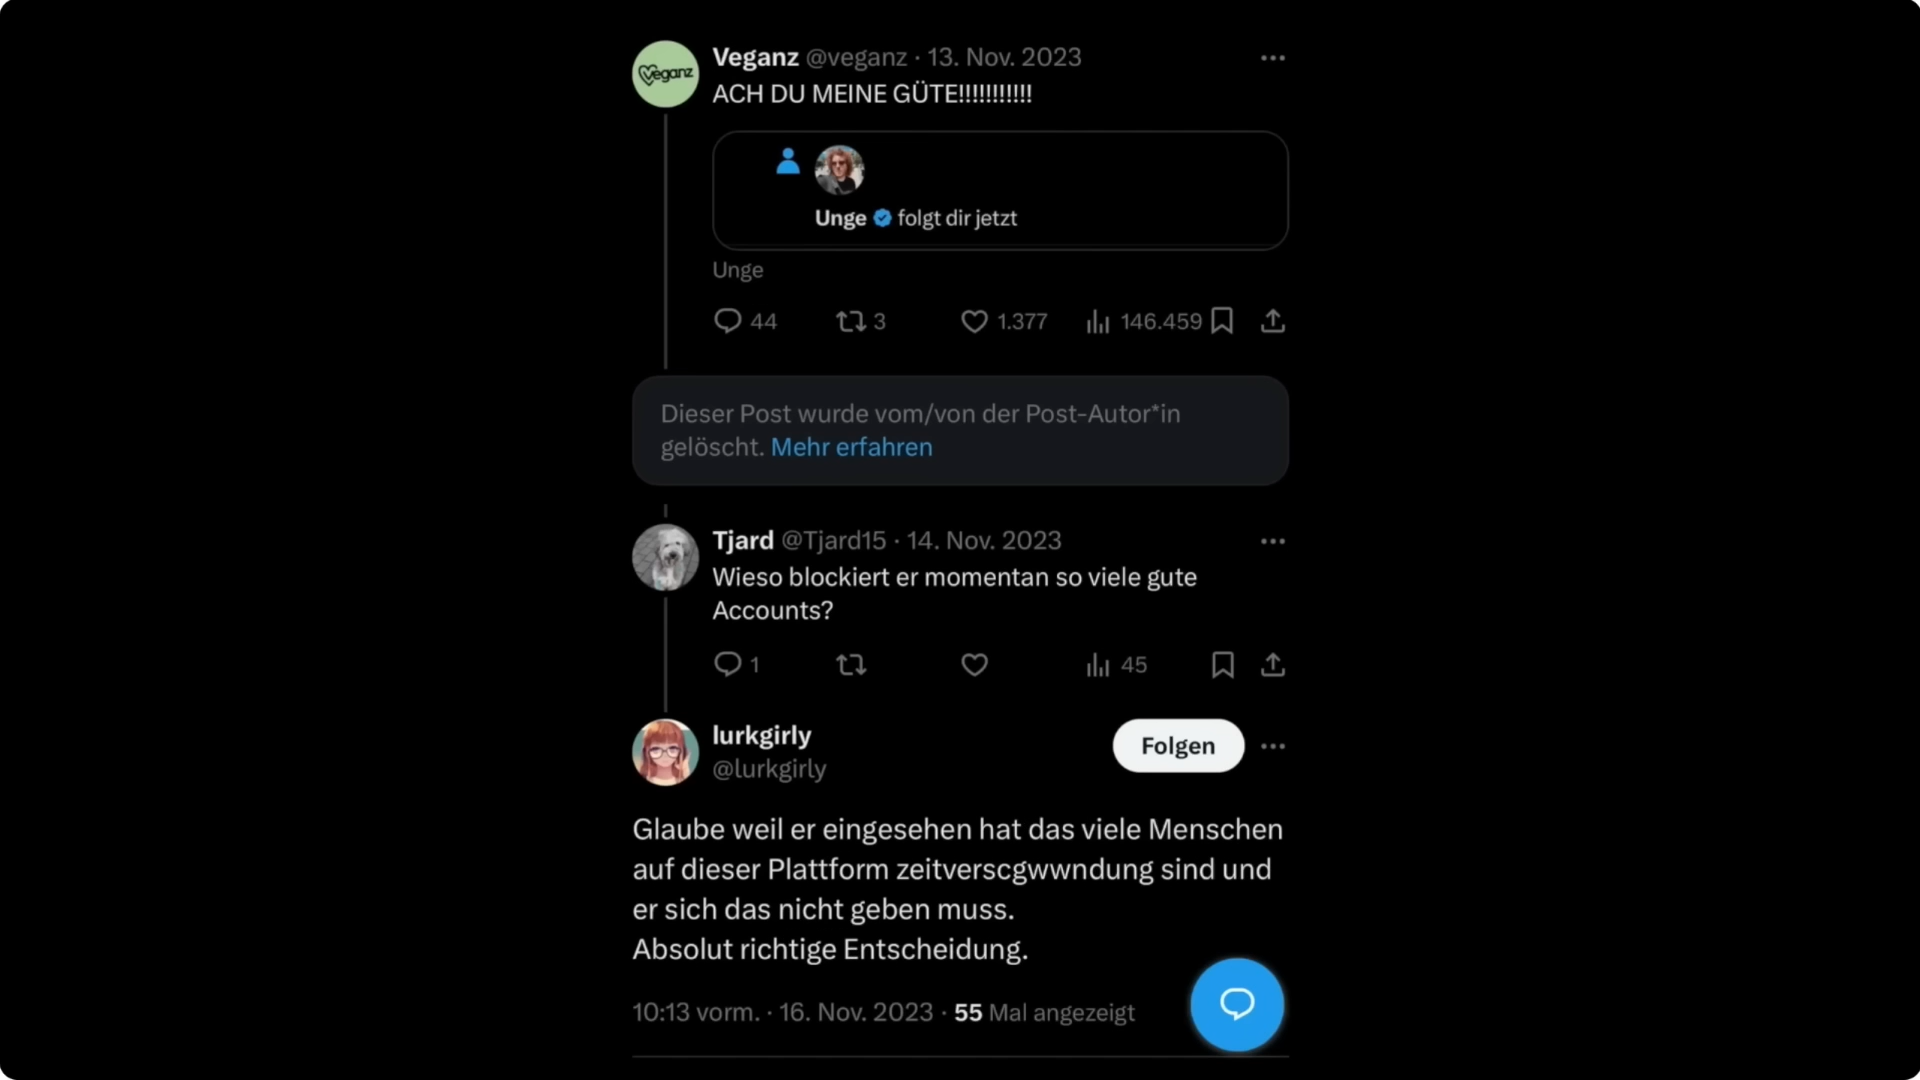 Veganz
Veganz @veganz · 13. Nov. 2023
ACH DU MEINE GÜTE!!!!!!!!!!!
Unge folgt dir jetzt
Unge
44 3 1.377 146.459
Dieser Post wurde vom/von der Post-Autor*in
gelöscht. Mehr erfahren
Tjard @Tjard15 · 14. Nov. 2023
Wieso blockiert er momentan so viele gute
Accounts?
1 45
lurkgirly
@lurkgirly
Folgen
Glaube weil er eingesehen hat das viele Menschen
auf dieser Plattform zeitverscgwwndung sind und
er sich das nicht geben muss.
Absolut richtige Entscheidung.
10:13 vorm. · 16. Nov. 2023 · 55 Mal angezeigt